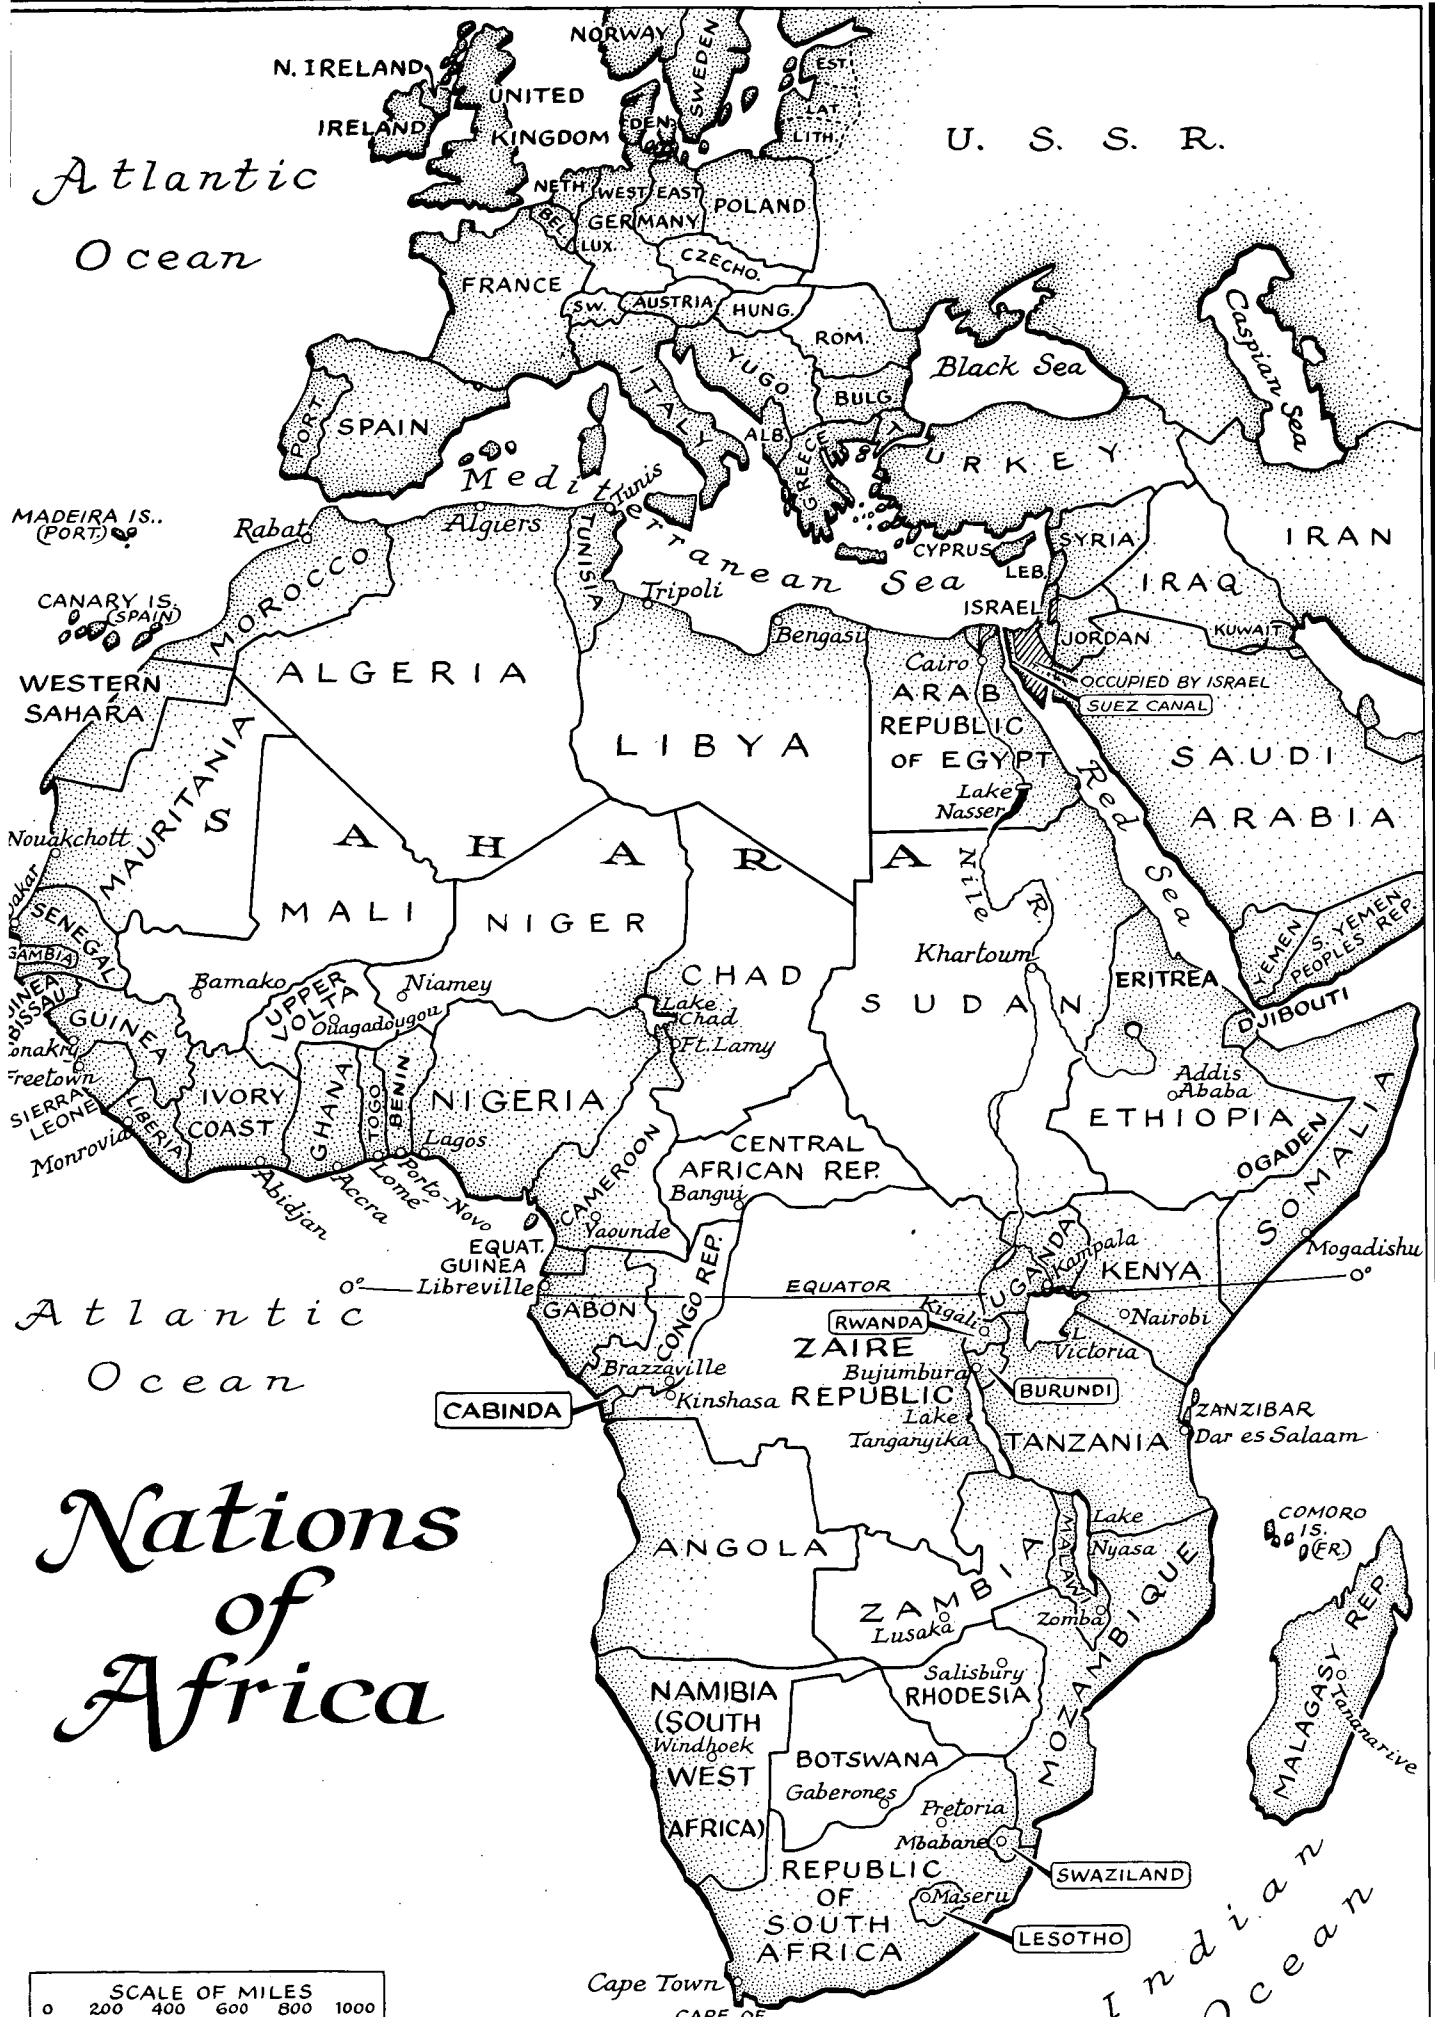 NORWAY
SWEDEN
N. IRELAND
UNITED
KINGDOM
IRELAND
DEN.
EST.
LAT.
LITH.
U. S. S. R.
Atlantic
Ocean
NETH.
WEST
EAST
GERMANY
POLAND
BEL.
LUX.
CZECHO.
FRANCE
SW.
AUSTRIA
HUNG.
ROM.
YUGO.
ITALY
BULG.
ALB.
GREECE
Black Sea
Caspian Sea
PORT.
SPAIN
TURKEY
Mediterranean Sea
CYPRUS
SYRIA
LEB.
IRAQ
IRAN
ISRAEL
JORDAN
KUWAIT
OCCUPIED BY ISRAEL
SUEZ CANAL
MADEIRA IS..
(PORT.)
Rabat
Algiers
Tunis
TUNISIA
Tripoli
Bengasi
CANARY IS.
(SPAIN)
MOROCCO
ALGERIA
LIBYA
Cairo
ARAB
REPUBLIC
OF EGYPT
Lake
Nasser
WESTERN
SAHARA
SAUDI
ARABIA
Red Sea
MAURITANIA
Nouakchott
SAHARA
MALI
NIGER
CHAD
Nile R.
Khartoum
SUDAN
ERITREA
YEMEN
S. YEMEN
PEOPLES REP.
DJIBOUTI
akar
SENEGAL
GAMBIA
UINEA
BISSAU
GUINEA
onakry
Freetown
SIERRA
LEONE
LIBERIA
Monrovia
Bamako
UPPER
VOLTA
Ouagadougou
Niamey
Lake
Chad
Ft. Lamy
IVORY
COAST
GHANA
TOGO
BENIN
NIGERIA
Lagos
Abidjan
Accra
Lome
Porto-Novo
CAMEROON
Yaounde
CENTRAL
AFRICAN REP.
Bangui
Addis
Ababa
ETHIOPIA
OGADEN
SOMALIA
Mogadishu
EQUAT.
GUINEA
0°
Libreville
EQUATOR
0°
GABON
CONGO REP.
UGANDA
Kampala
KENYA
Nairobi
Kigali
RWANDA
L.
Victoria
Atlantic
Ocean
ZAIRE
REPUBLIC
Brazzaville
Kinshasa
Bujumbura
BURUNDI
CABINDA
Lake
Tanganyika
TANZANIA
ZANZIBAR
Dar es Salaam
Nations
of
Africa
ANGOLA
ZAMBIA
Lusaka
MALAWI
Lake
Nyasa
Zomba
COMORO
IS.
(FR.)
MOZAMBIQUE
MALAGASY REP.
Tananarive
NAMIBIA
(SOUTH
Windhoek
WEST
AFRICA)
Salisbury
RHODESIA
BOTSWANA
Gaberones
Pretoria
Mbabane
SWAZILAND
REPUBLIC
OF
SOUTH
AFRICA
Maseru
LESOTHO
Cape Town
CAPE OF
Indian
Ocean
SCALE OF MILES
0 200 400 600 800 1000